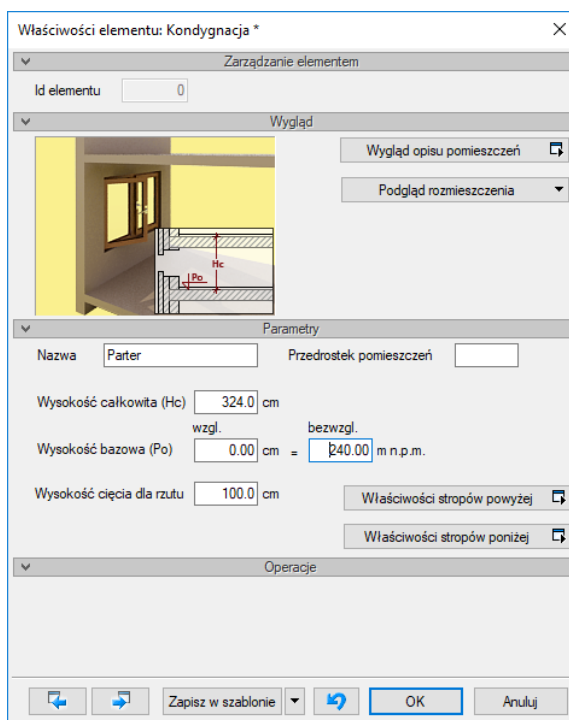 Właściwości elementu: Kondygnacja *
Zarządzanie elementem
Id elementu 0
Wygląd
Wygląd opisu pomieszczeń
Podgląd rozmieszczenia
Hc
Po
Parametry
Nazwa Parter Przedrostek pomieszczeń
Wysokość całkowita (Hc) 324.0 cm
wzgl. bezwzgl.
Wysokość bazowa (Po) 0.00 cm = 240.00 m n.p.m.
Wysokość cięcia dla rzutu 100.0 cm
Właściwości stropów powyżej
Właściwości stropów poniżej
Operacje
Zapisz w szablonie OK Anuluj